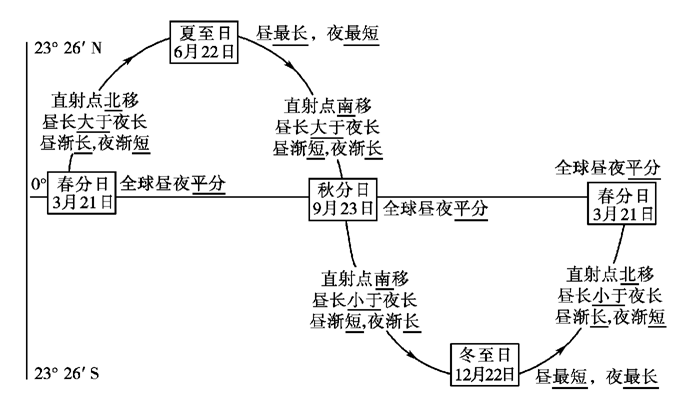 23° 26′ N
夏至日
6月22日
昼最长，夜最短
直射点北移
昼长大于夜长
昼渐长,夜渐短
直射点南移
昼长大于夜长
昼渐短,夜渐长
0°
春分日
3月21日
全球昼夜平分
秋分日
9月23日
全球昼夜平分
全球昼夜平分
春分日
3月21日
直射点南移
昼长小于夜长
昼渐短,夜渐长
直射点北移
昼长小于夜长
昼渐长,夜渐短
23° 26′ S
冬至日
12月22日
昼最短，夜最长